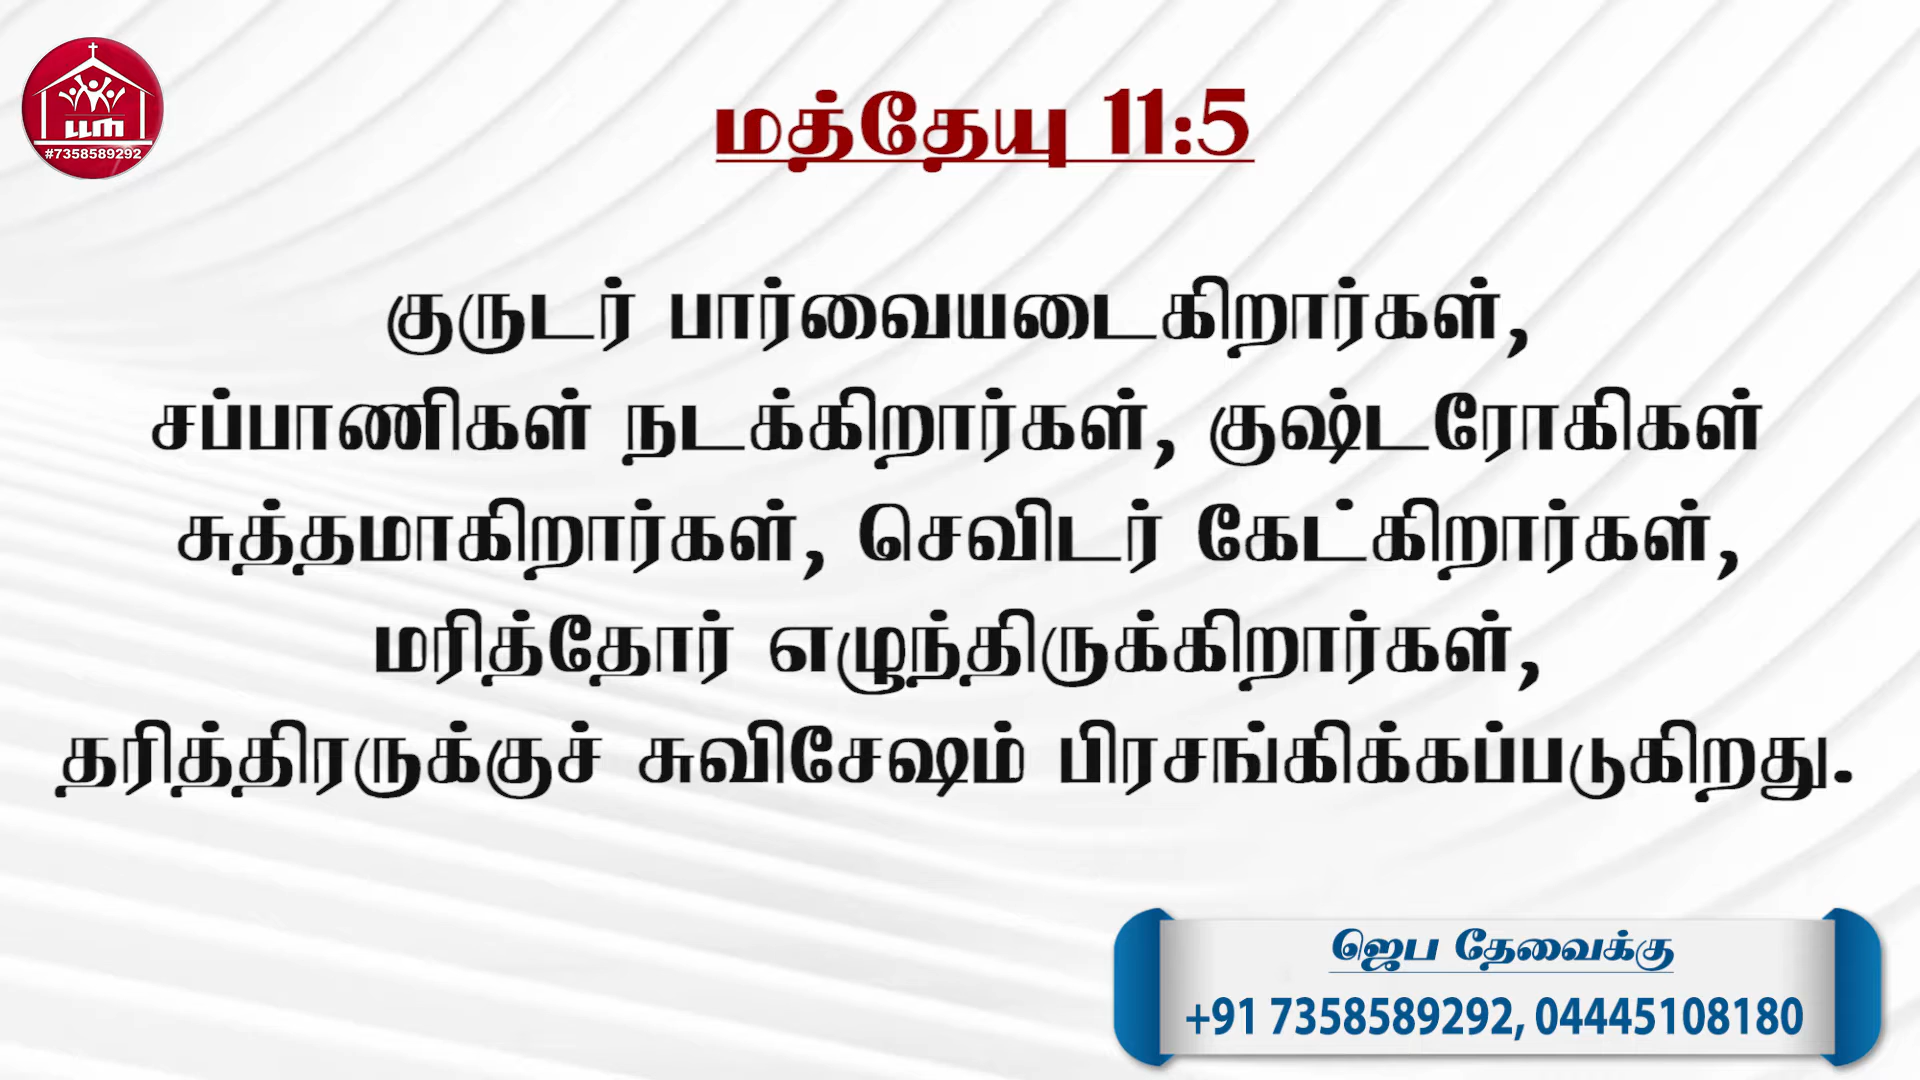 மத்தேயு 11:5
குருடர் பார்வையடைகிறார்கள்,
சப்பாணிகள் நடக்கிறார்கள், குஷ்டரோகிகள்
சுத்தமாகிறார்கள், செவிடர் கேட்கிறார்கள்,
மரித்தோர் எழுந்திருக்கிறார்கள்,
தரித்திரருக்குச் சுவிசேஷம் பிரசங்கிக்கப்படுகிறது.
#7358589292
ஜெப தேவைக்கு
+91 7358589292, 04445108180